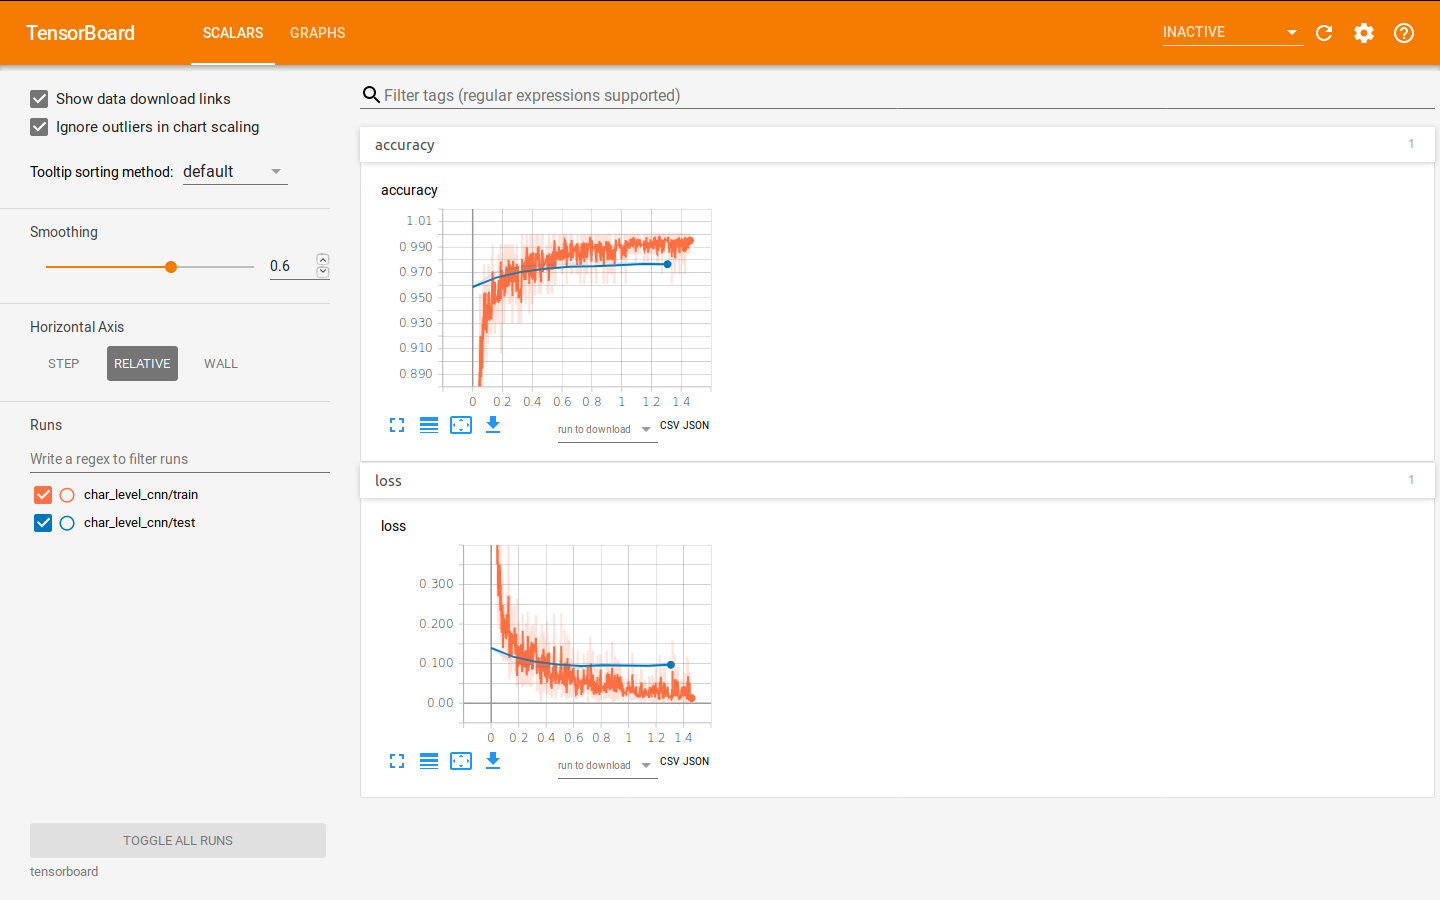 TensorBoard SCALARS GRAPHS INACTIVE
Show data download links
Ignore outliers in chart scaling
Tooltip sorting method: default
Smoothing
0.6
Horizontal Axis
STEP RELATIVE WALL
Runs
Write a regex to filter runs
char_level_cnn/train
char_level_cnn/test
TOGGLE ALL RUNS
tensorboard
Filter tags (regular expressions supported)
accuracy 1
accuracy
1.01
0.990
0.970
0.950
0.930
0.910
0.890
0 0.2 0.4 0.6 0.8 1 1.2 1.4
run to download CSV JSON
loss 1
loss
0.300
0.200
0.100
0.00
0 0.2 0.4 0.6 0.8 1 1.2 1.4
run to download CSV JSON